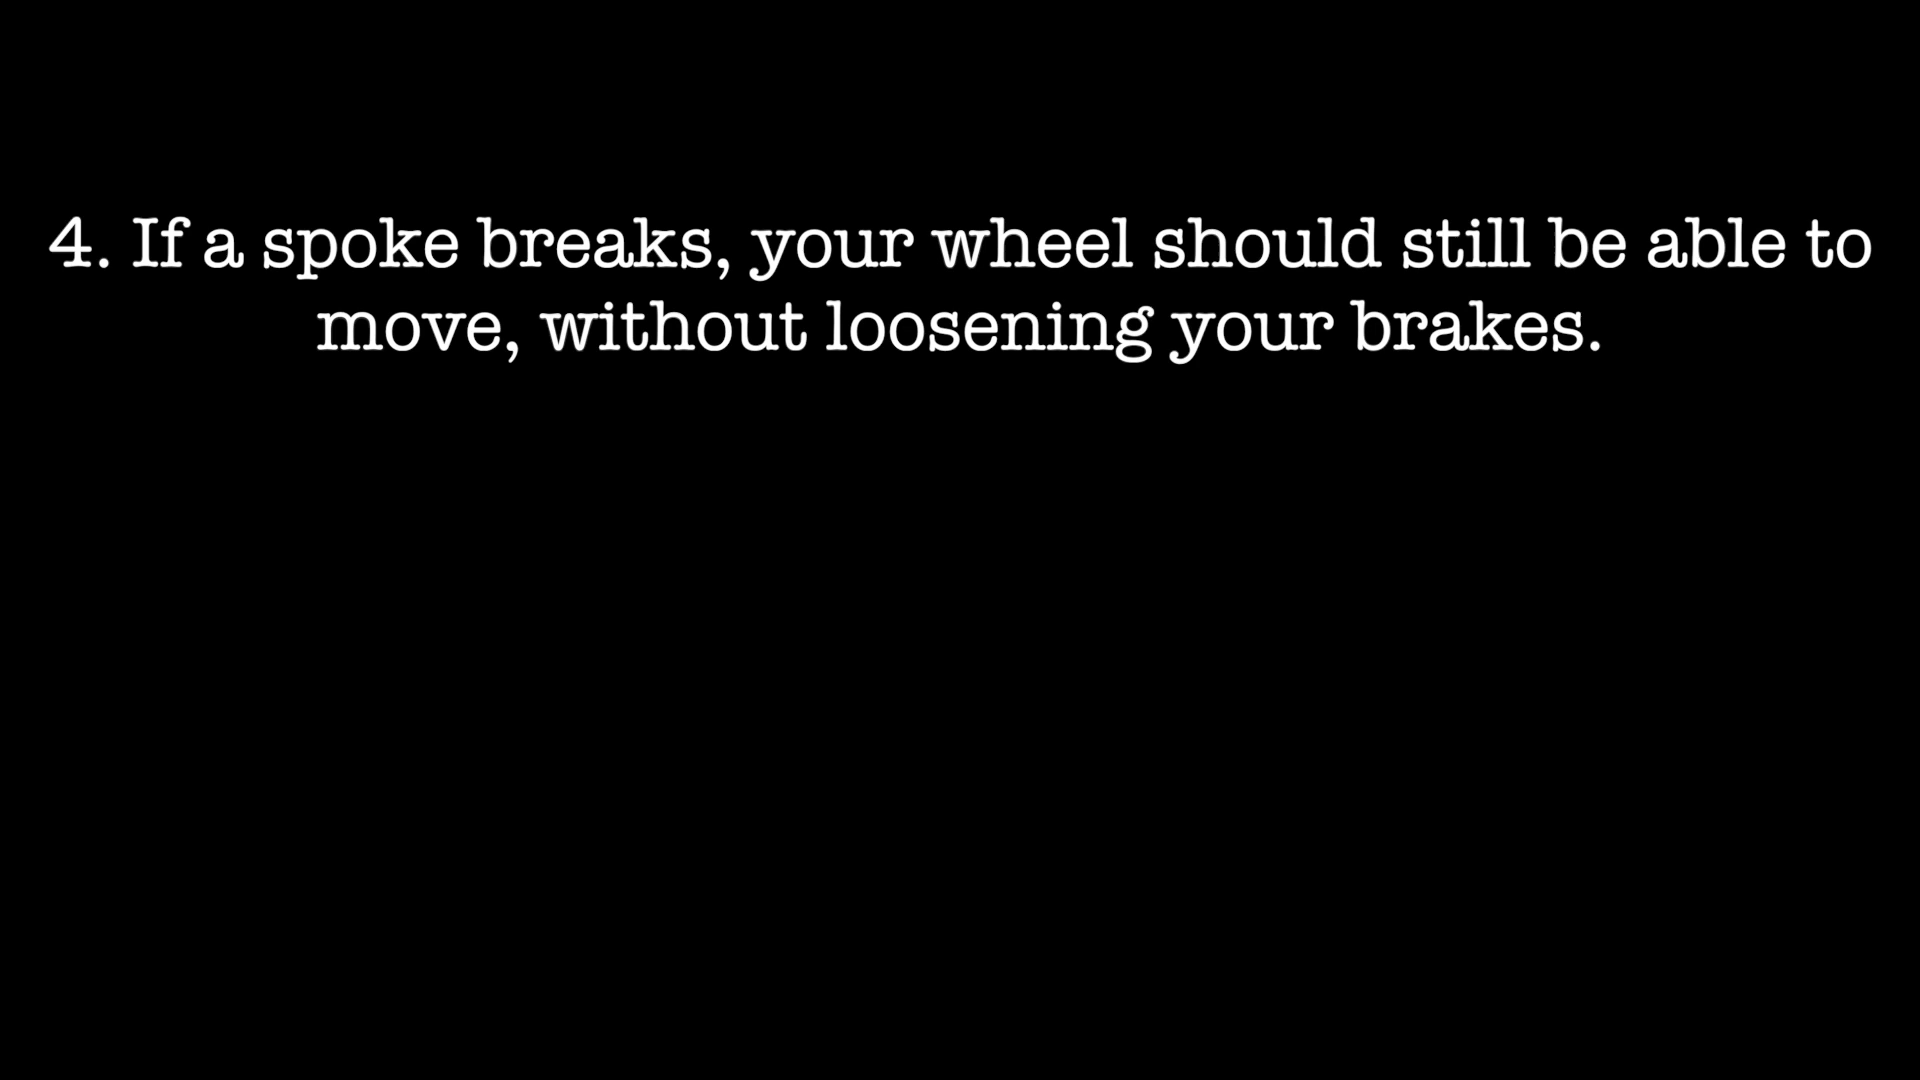 4. If a spoke breaks, your wheel should still be able to
move, without loosening your brakes.